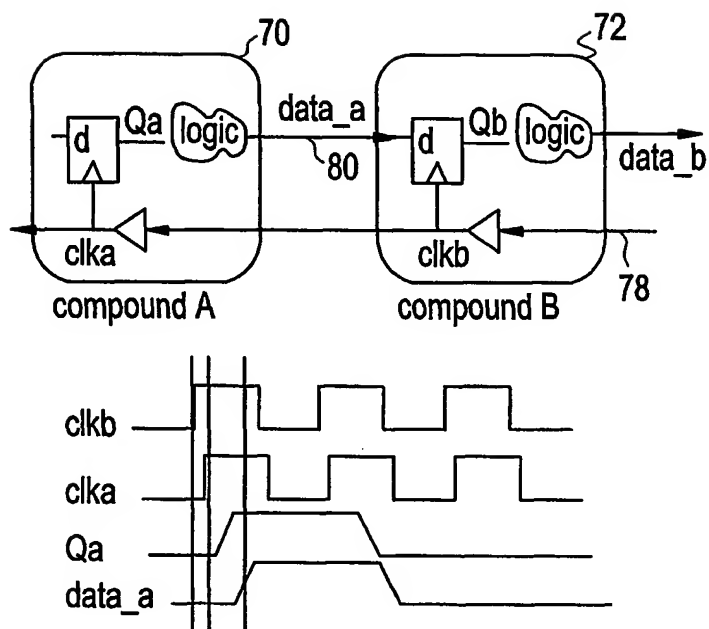 70
72
d
Qa
logic
data_a
80
d
Qb
logic
data_b
clka
clkb
78
compound A
compound B
clkb
clka
Qa
data_a